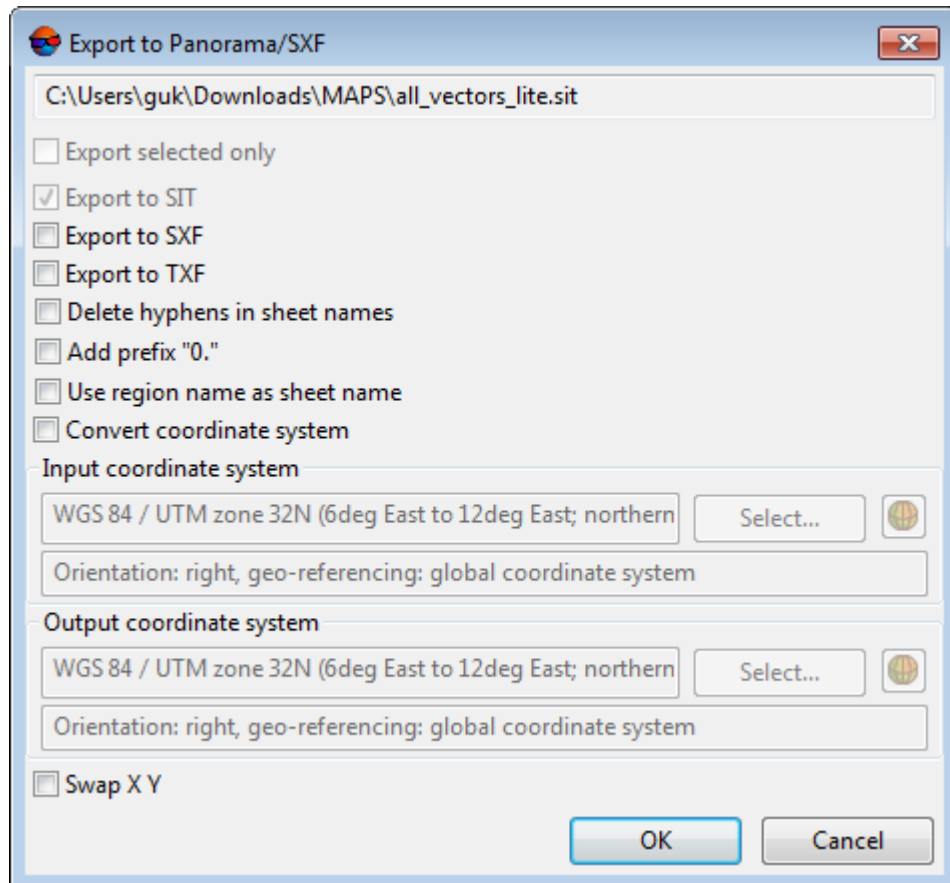 Export to Panorama/SXF
C:\Users\guk\Downloads\MAPS\all_vectors_lite.sit
Export selected only
Export to SIT
Export to SXF
Export to TXF
Delete hyphens in sheet names
Add prefix "0."
Use region name as sheet name
Convert coordinate system
Input coordinate system
WGS 84 / UTM zone 32N (6deg East to 12deg East; northern Select...
Orientation: right, geo-referencing: global coordinate system
Output coordinate system
WGS 84 / UTM zone 32N (6deg East to 12deg East; northern Select...
Orientation: right, geo-referencing: global coordinate system
Swap X Y
OK Cancel